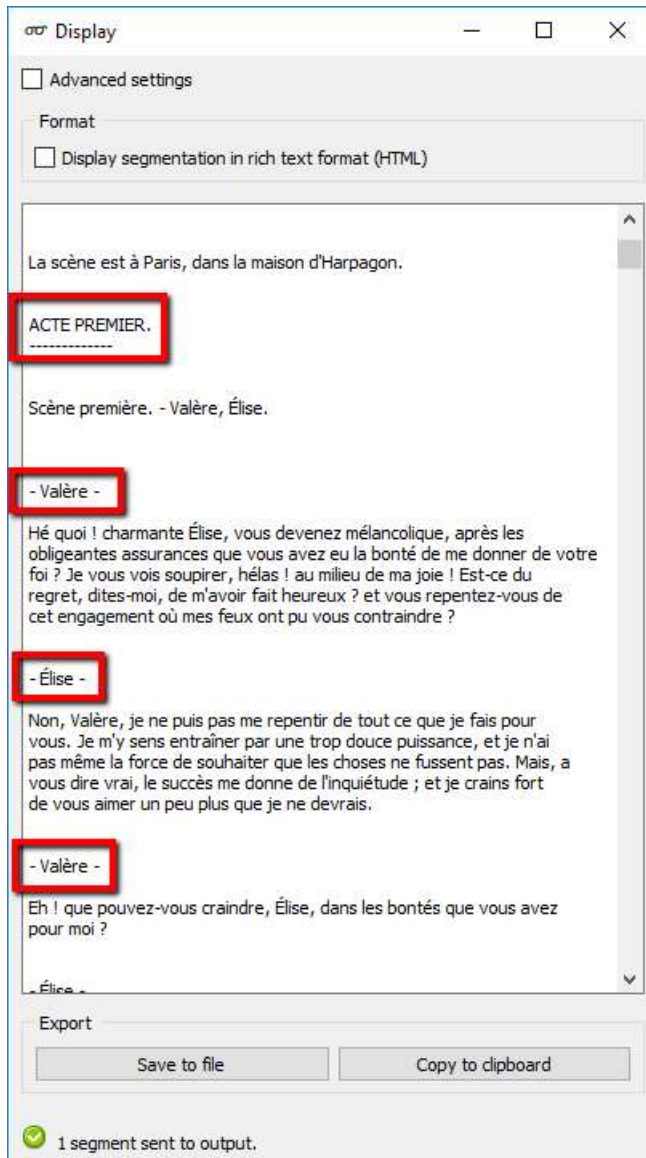 Display
Advanced settings
Format
Display segmentation in rich text format (HTML)
La scène est à Paris, dans la maison d'Harpagon.
ACTE PREMIER.
-------------
Scène première. - Valère, Élise.
- Valère -
Hé quoi ! charmante Élise, vous devenez mélancolique, après les
obligeantes assurances que vous avez eu la bonté de me donner de votre
foi ? Je vous vois soupirer, hélas ! au milieu de ma joie ! Est-ce du
regret, dites-moi, de m'avoir fait heureux ? et vous repentez-vous de
cet engagement où mes feux ont pu vous contraindre ?
- Élise -
Non, Valère, je ne puis pas me repentir de tout ce que je fais pour
vous. Je m'y sens entraîner par une trop douce puissance, et je n'ai
pas même la force de souhaiter que les choses ne fussent pas. Mais, a
vous dire vrai, le succès me donne de l'inquiétude ; et je crains fort
de vous aimer un peu plus que je ne devrais.
- Valère -
Eh ! que pouvez-vous craindre, Élise, dans les bontés que vous avez
pour moi ?
- Élise -
Export
Save to file Copy to clipboard
1 segment sent to output.